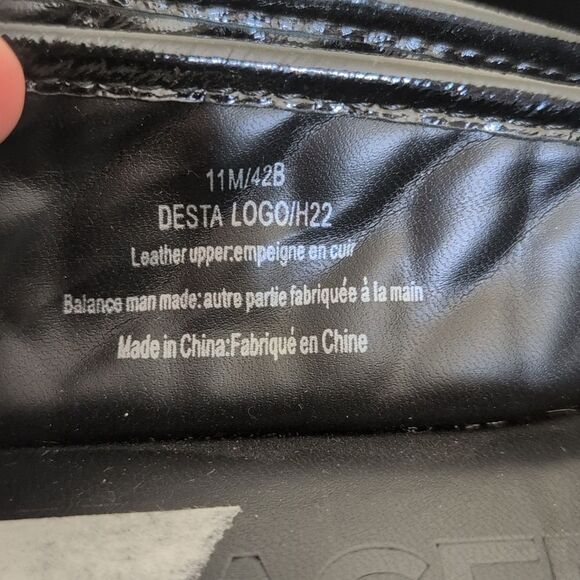 11M/42B
DESTA LOGO/H22
Leather upper:empeigne en cuir
Balance man made:autre partie fabriquée à la main
Made in China:Fabriqué en Chine